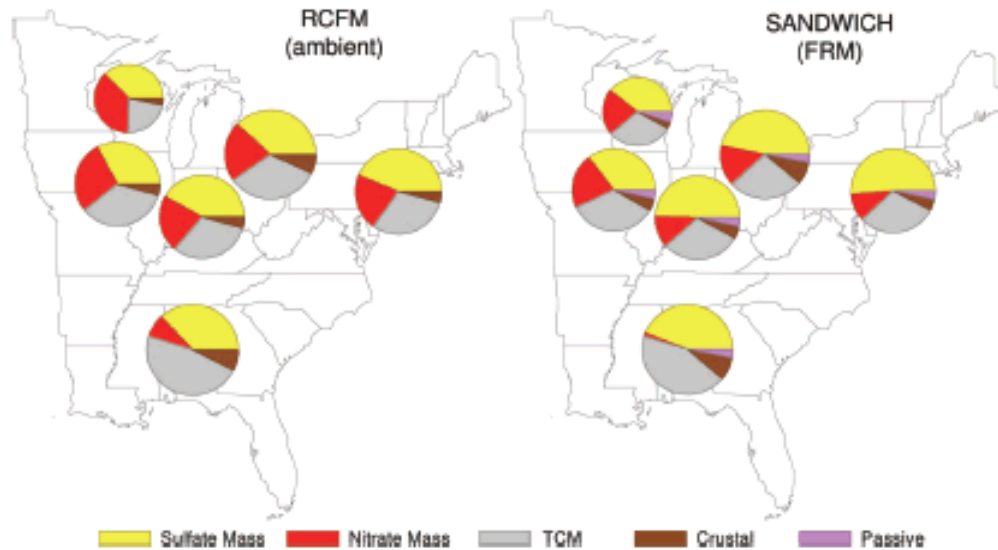 RCFM
(ambient)
SANDWICH
(FRM)
Sulfate Mass Nitrate Mass TCM Crustal Passive